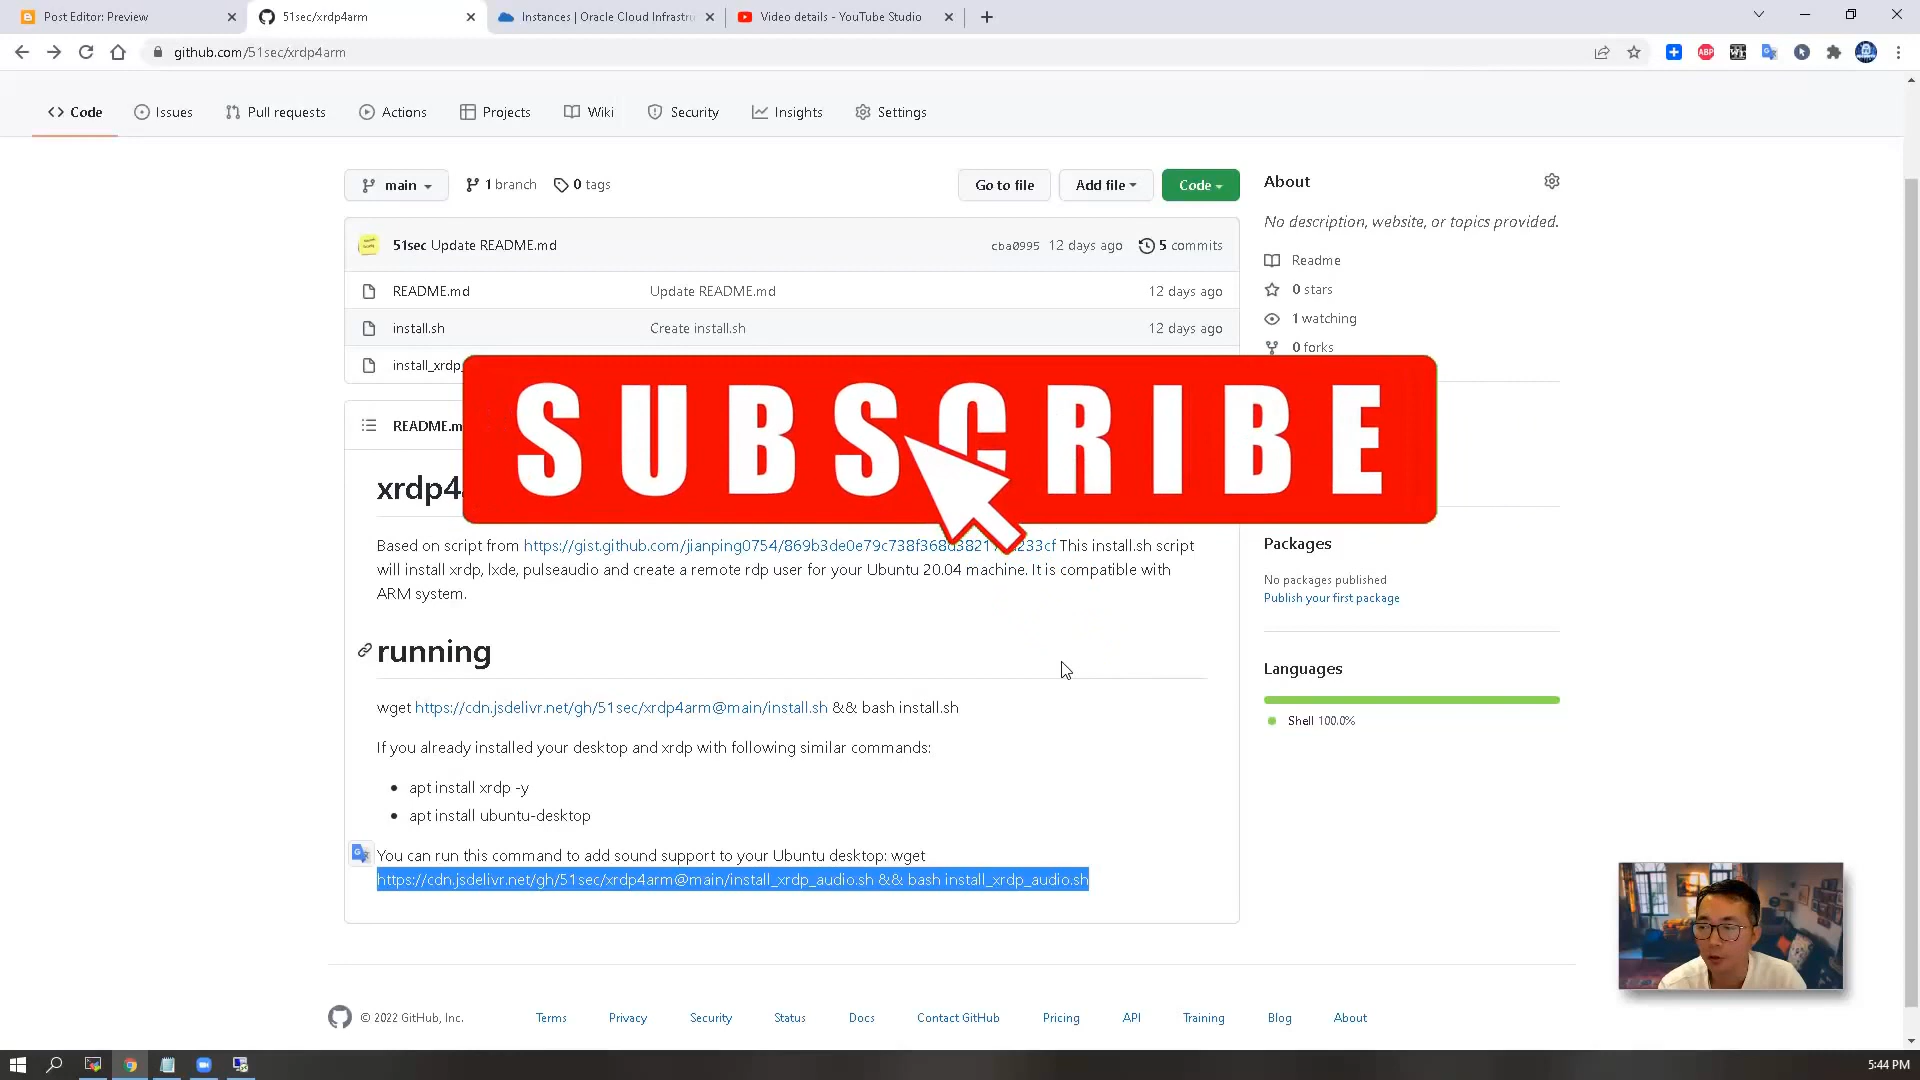 Post Editor: Preview
51sec/xrdp4arm
Instances | Oracle Cloud Infrastru
Video details - YouTube Studio
github.com/51sec/xrdp4arm
ABP
Code
Issues
Pull requests
Actions
Projects
Wiki
Security
Insights
Settings
main
1 branch
0 tags
Go to file
Add file
Code
About
No description, website, or topics provided.
51sec Update README.md
cba0995 12 days ago
5 commits
Readme
README.md Update README.md 12 days ago
0 stars
install.sh Create install.sh 12 days ago
1 watching
0 forks
install_xrdp_
SUBSCRIBE
README.m
xrdp4a
Based on script from https://gist.github.com/jianping0754/869b3de0e79c738f368d3821 233cf This install.sh script
will install xrdp, lxde, pulseaudio and create a remote rdp user for your Ubuntu 20.04 machine. It is compatible with
ARM system.
Packages
No packages published
Publish your first package
running
Languages
Shell 100.0%
wget https://cdn.jsdelivr.net/gh/51sec/xrdp4arm@main/install.sh && bash install.sh
If you already installed your desktop and xrdp with following similar commands:
apt install xrdp -y
apt install ubuntu-desktop
You can run this command to add sound support to your Ubuntu desktop: wget
https://cdn.jsdelivr.net/gh/51sec/xrdp4arm@main/install_xrdp_audio.sh && bash install_xrdp_audio.sh
© 2022 GitHub, Inc.
Terms
Privacy
Security
Status
Docs
Contact GitHub
Pricing
API
Training
Blog
About
5:44 PM